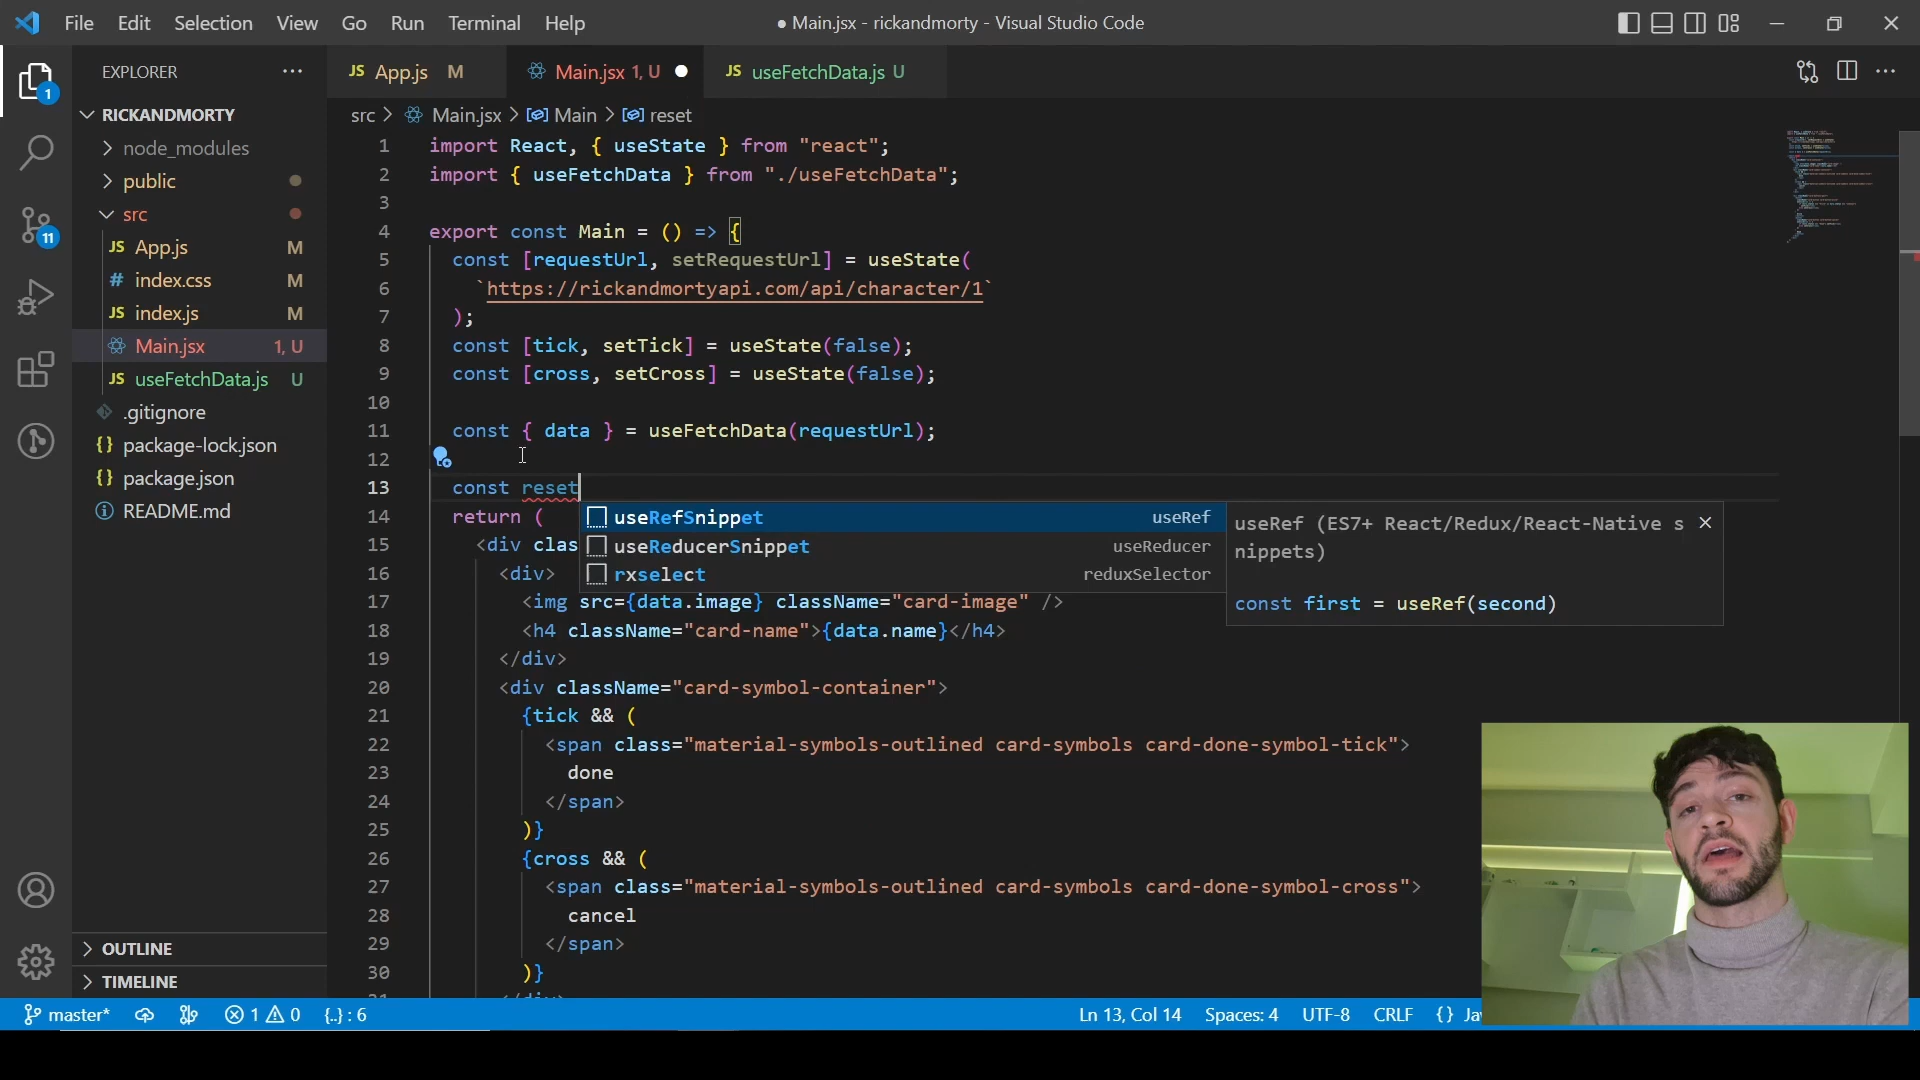 File Edit Selection View Go Run Terminal Help
● Main.jsx - rickandmorty - Visual Studio Code
EXPLORER
JS App.js M
Main.jsx 1, U
JS useFetchData.js U
1
11
RICKANDMORTY
node_modules
public
src
JS App.js M
# index.css M
JS index.js M
Main.jsx 1, U
JS useFetchData.js U
.gitignore
{} package-lock.json
{} package.json
README.md
OUTLINE
TIMELINE
src > Main.jsx > Main > reset
1 import React, { useState } from "react";
2 import { useFetchData } from "./useFetchData";
3
4 export const Main = () => {
5 const [requestUrl, setRequestUrl] = useState(
6 `https://rickandmortyapi.com/api/character/1`
7 );
8 const [tick, setTick] = useState(false);
9 const [cross, setCross] = useState(false);
10
11 const { data } = useFetchData(requestUrl);
12
13 const reset
14 return (
15 <div clas
16 <div>
17 <img src={data.image} className="card-image" />
18 <h4 className="card-name">{data.name}</h4>
19 </div>
20 <div className="card-symbol-container">
21 {tick && (
22 <span class="material-symbols-outlined card-symbols card-done-symbol-tick">
23 done
24 </span>
25 )}
26 {cross && (
27 <span class="material-symbols-outlined card-symbols card-done-symbol-cross">
28 cancel
29 </span>
30 )}
useRefSnippet useRef
useReducerSnippet useReducer
rxselect reduxSelector
useRef (ES7+ React/Redux/React-Native s
nippets)
const first = useRef(second)
master* 1 0 {..} : 6
Ln 13, Col 14 Spaces: 4 UTF-8 CRLF {}